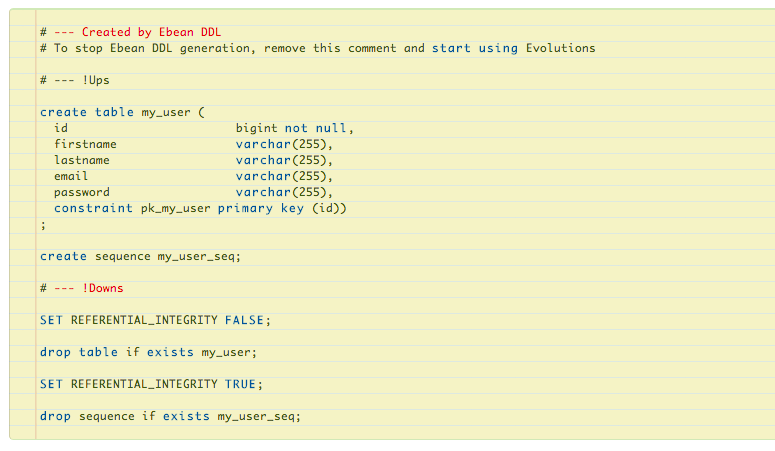 # --- Created by Ebean DDL
# To stop Ebean DDL generation, remove this comment and start using Evolutions
# --- !Ups
create table my_user (
id bigint not null,
firstname varchar(255),
lastname varchar(255),
email varchar(255),
password varchar(255),
constraint pk_my_user primary key (id))
;
create sequence my_user_seq;
# --- !Downs
SET REFERENTIAL_INTEGRITY FALSE;
drop table if exists my_user;
SET REFERENTIAL_INTEGRITY TRUE;
drop sequence if exists my_user_seq;